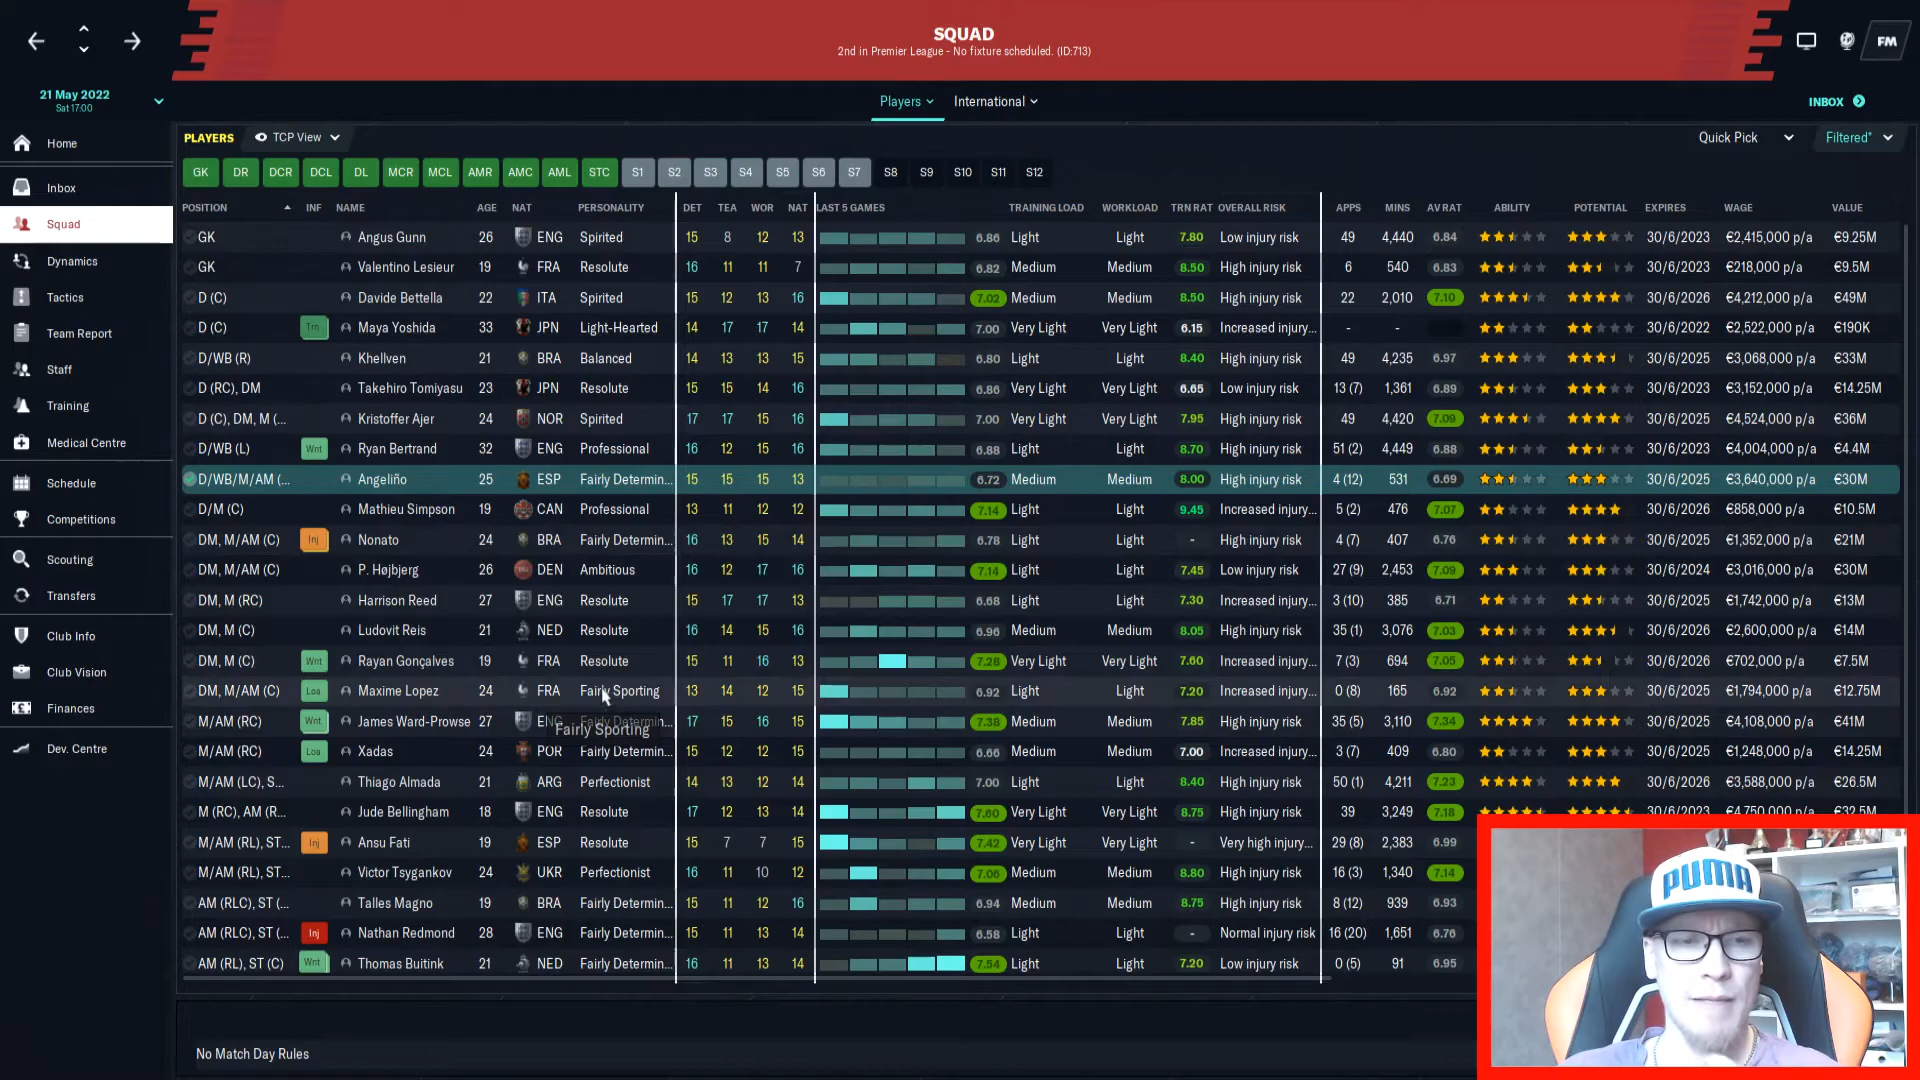 SQUAD
2nd in Premier League - No fixture scheduled. (ID:713)
FM
21 May 2022
Sat 17:00
Players International
INBOX
PLAYERS TCP View Quick Pick Filtered*
GK DR DCR DCL DL MCR MCL AMR AMC AML STC S1 S2 S3 S4 S5 S6 S7 S8 S9 S10 S11 S12
POSITION INF NAME AGE NAT PERSONALITY DET TEA WOR NAT LAST 5 GAMES TRAINING LOAD WORKLOAD TRN RAT OVERALL RISK APPS MINS AV RAT ABILITY POTENTIAL EXPIRES WAGE VALUE
GK Angus Gunn 26 ENG Spirited 15 8 12 13 6.86 Light Light 7.80 Low injury risk 49 4,440 6.84 30/6/2023 €2,415,000 p/a €9.25M
GK Valentino Lesieur 19 FRA Resolute 16 11 11 7 6.82 Medium Medium 8.50 High injury risk 6 540 6.83 30/6/2023 €218,000 p/a €9.5M
D (C) Davide Bettella 22 ITA Spirited 15 12 13 16 7.02 Medium Medium 8.50 High injury risk 22 2,010 7.10 30/6/2026 €4,212,000 p/a €49M
D (C) Trn Maya Yoshida 33 JPN Light-Hearted 14 17 17 14 7.00 Very Light Very Light 6.15 Increased injury... - - 30/6/2022 €2,522,000 p/a €190K
D/WB (R) Khellven 21 BRA Balanced 14 13 13 15 6.80 Light Light 8.40 High injury risk 49 4,235 6.97 30/6/2025 €3,068,000 p/a €33M
D (RC), DM Takehiro Tomiyasu 23 JPN Resolute 15 15 14 16 6.86 Very Light Very Light 6.65 Low injury risk 13 (7) 1,361 6.89 30/6/2023 €3,152,000 p/a €14.25M
D (C), DM, M (... Kristoffer Ajer 24 NOR Spirited 17 17 15 16 7.00 Very Light Very Light 7.95 High injury risk 49 4,420 7.09 30/6/2025 €4,524,000 p/a €36M
D/WB (L) Wnt Ryan Bertrand 32 ENG Professional 16 12 15 16 6.88 Light Light 8.70 High injury risk 51 (2) 4,449 6.88 30/6/2023 €4,004,000 p/a €4.4M
D/WB/M/AM (... Angeliño 25 ESP Fairly Determin... 15 15 15 13 6.72 Medium Medium 8.00 High injury risk 4 (12) 531 6.69 30/6/2025 €3,640,000 p/a €30M
D/M (C) Mathieu Simpson 19 CAN Professional 13 11 12 12 7.14 Light Light 9.45 Increased injury... 5 (2) 476 7.07 30/6/2026 €858,000 p/a €10.5M
DM, M/AM (C) Inj Nonato 24 BRA Fairly Determin... 16 13 15 14 6.78 Light Light - High injury risk 4 (7) 407 6.76 30/6/2025 €1,352,000 p/a €21M
DM, M/AM (C) P. Højbjerg 26 DEN Ambitious 16 12 17 16 7.14 Light Light 7.45 Low injury risk 27 (9) 2,453 7.09 30/6/2024 €3,016,000 p/a €30M
DM, M (RC) Harrison Reed 27 ENG Resolute 15 17 17 13 6.68 Light Light 7.30 Increased injury... 3 (10) 385 6.71 30/6/2025 €1,742,000 p/a €13M
DM, M (C) Ludovit Reis 21 NED Resolute 16 14 15 16 6.96 Medium Medium 8.05 High injury risk 35 (1) 3,076 7.03 30/6/2026 €2,600,000 p/a €14M
DM, M (C) Wnt Rayan Gonçalves 19 FRA Resolute 15 11 16 13 7.28 Very Light Very Light 7.60 Increased injury... 7 (3) 694 7.05 30/6/2026 €702,000 p/a €7.5M
DM, M/AM (C) Loa Maxime Lopez 24 FRA Fairly Sporting 13 14 12 15 6.92 Light Light 7.20 Increased injury... 0 (8) 165 6.92 30/6/2025 €1,794,000 p/a €12.75M
M/AM (RC) Wnt James Ward-Prowse 27 ENG Fairly Determin... 17 15 16 15 7.38 Medium Medium 7.85 High injury risk 35 (5) 3,110 7.34 30/6/2025 €4,108,000 p/a €41M
Fairly Sporting
M/AM (RC) Loa Xadas 24 POR Fairly Determin... 15 12 12 15 6.66 Medium Medium 7.00 Increased injury... 3 (7) 409 6.80 30/6/2025 €1,248,000 p/a €14.25M
M/AM (LC), S... Thiago Almada 21 ARG Perfectionist 14 13 12 14 7.00 Light Light 8.40 High injury risk 50 (1) 4,211 7.23 30/6/2025 €3,588,000 p/a €26.5M
M (RC), AM (R... Jude Bellingham 18 ENG Resolute 17 12 13 14 7.60 Very Light Very Light 8.75 High injury risk 39 3,249 7.18 30/6/2023 €4,750,000 p/a €32.5M
M/AM (RL), ST... Inj Ansu Fati 19 ESP Resolute 15 7 7 15 7.42 Very Light Very Light - Very high injury... 29 (8) 2,383 6.99
M/AM (RL), ST... Victor Tsygankov 24 UKR Perfectionist 16 11 10 12 7.06 Medium Medium 8.80 High injury risk 16 (3) 1,340 7.14
AM (RLC), ST (... Talles Magno 19 BRA Fairly Determin... 15 11 12 16 6.94 Medium Medium 8.75 High injury risk 8 (12) 939 6.93
AM (RLC), ST (... Inj Nathan Redmond 28 ENG Fairly Determin... 15 11 13 14 6.58 Light Light - Normal injury risk 16 (20) 1,651 6.76
AM (RL), ST (C) Wnt Thomas Buitink 21 NED Fairly Determin... 16 11 13 14 7.54 Light Light 7.20 Low injury risk 0 (5) 91 6.95
Home
Inbox
Squad
Dynamics
Tactics
Team Report
Staff
Training
Medical Centre
Schedule
Competitions
Scouting
Transfers
Club Info
Club Vision
Finances
Dev. Centre
No Match Day Rules
PUMA